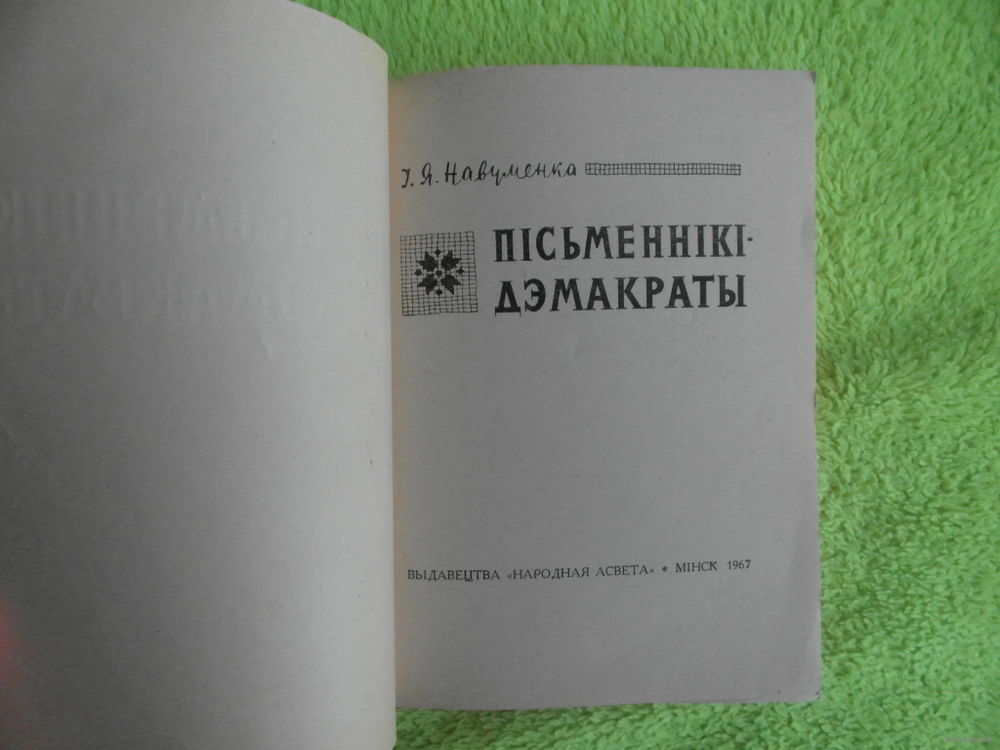 І. Я. Навуменка
ПІСЬМЕННІКІ-
ДЭМАКРАТЫ
ВЫДАВЕЦТВА «НАРОДНАЯ АСВЕТА» * МІНСК 1967